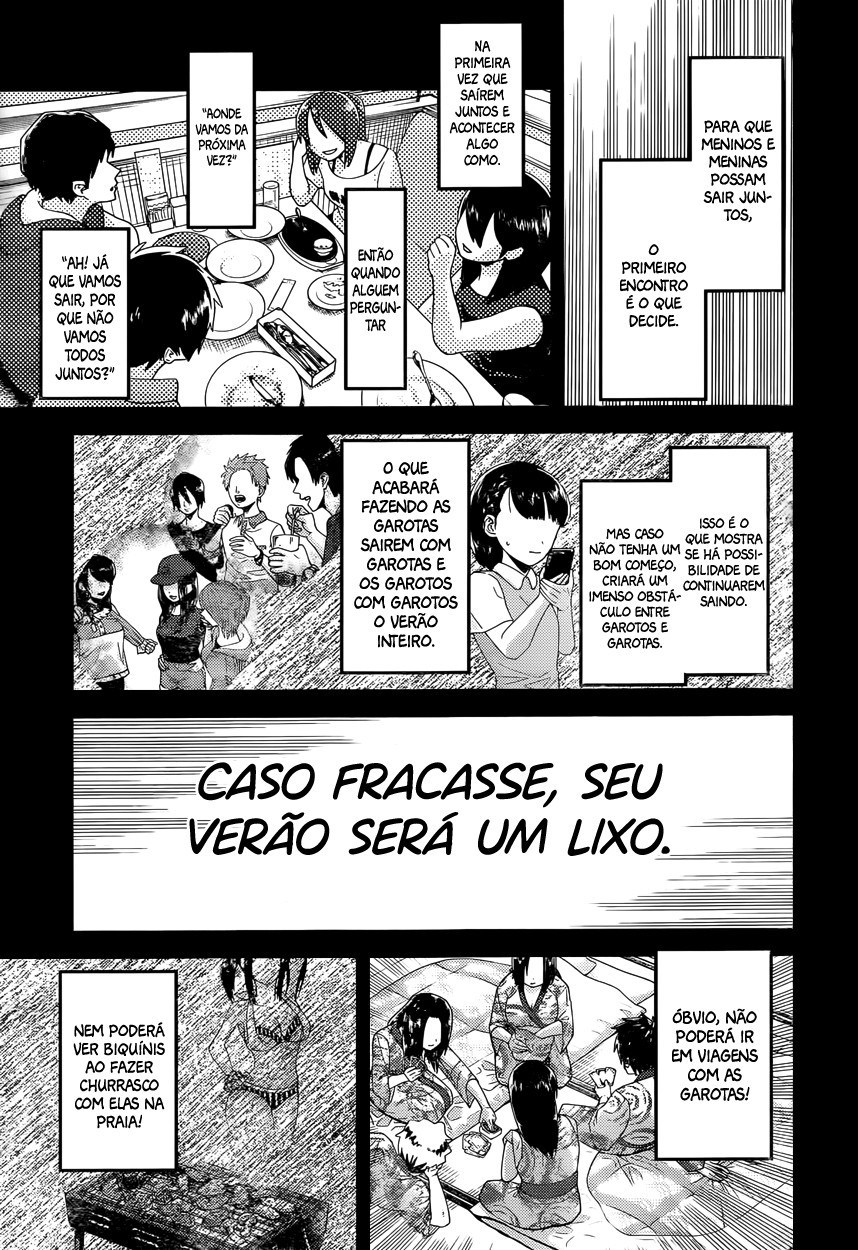 PARA QUE
MENINOS E
MENINAS
POSSAM
SAIR JUN-
TOS,
O
PRIMEIRO
ENCONTRO
É O QUE
DECIDE.
NA
PRIMEIRA
VEZ QUE
SAÍREM
JUNTOS E
ACONTECER
ALGO
COMO.
ENTÃO
QUANDO
ALGUEM
PERGUN-
TAR
"AONDE
VAMOS DA
PRÓXIMA
VEZ?"
"AH! JÁ
QUE VAMOS
SAIR, POR
QUE NÃO
VAMOS
TODOS
JUNTOS?"
ISSO É O
QUE MOSTRA
SE HÁ POSSI-
BILIDADE DE
CONTINUAREM
SAINDO.
MAS CASO
NÃO TENHA UM
BOM COMEÇO,
CRIARÁ UM
IMENSO OBSTÁ-
CULO ENTRE
GAROTOS E
GAROTAS.
O QUE
ACABARÁ
FAZENDO AS
GAROTAS
SAIREM COM
GAROTAS E
OS GAROTOS
COM GAROTOS
O VERÃO
INTEIRO.
CASO FRACASSE, SEU
VERÃO SERÁ UM LIXO.
ÓBVIO, NÃO
PODERÁ IR
EM VIAGENS
COM AS
GAROTAS!
NEM PODERÁ
VER BIQUÍNIS
AO FAZER
CHURRASCO
COM ELAS NA
PRAIA!